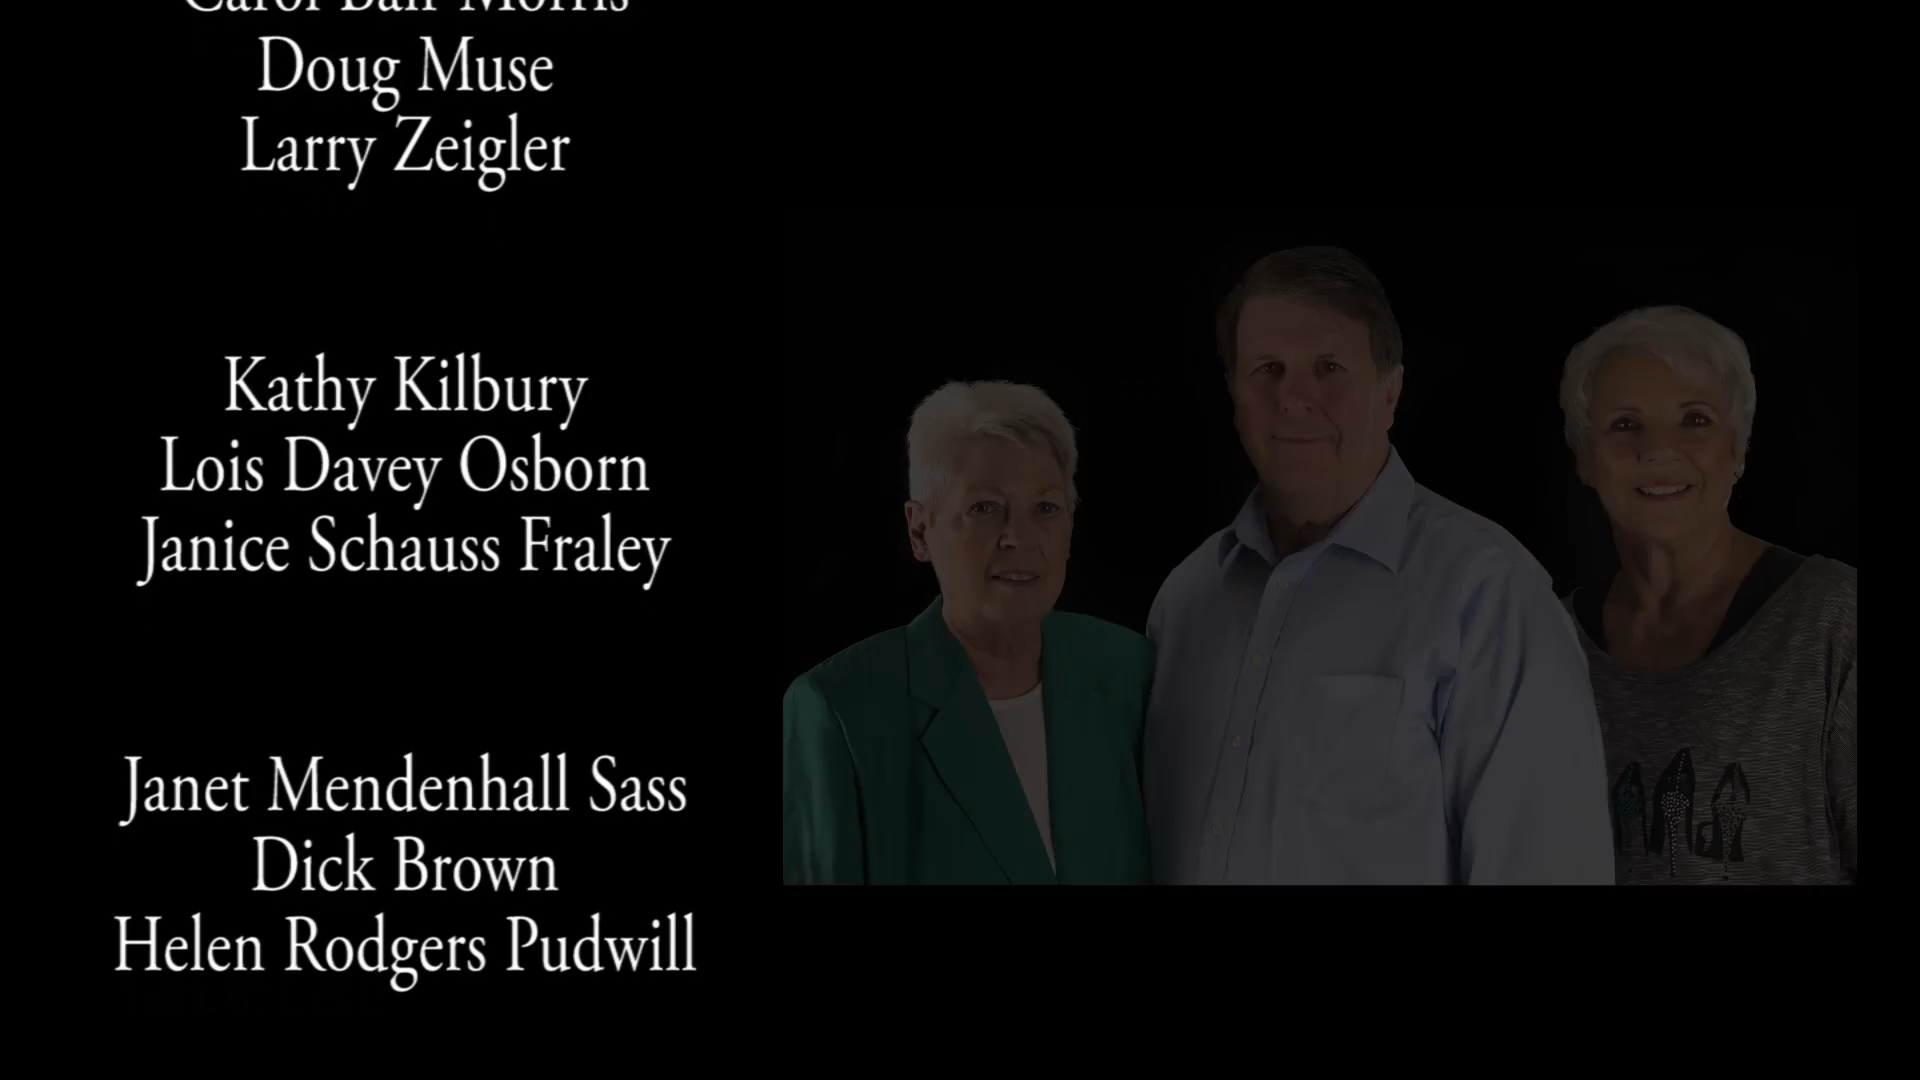 Morris
Doug Muse
Larry Zeigler
Kathy Kilbury
Lois Davey Osborn
Janice Schauss Fraley
Janet Mendenhall Sass
Dick Brown
Helen Rodgers Pudwill